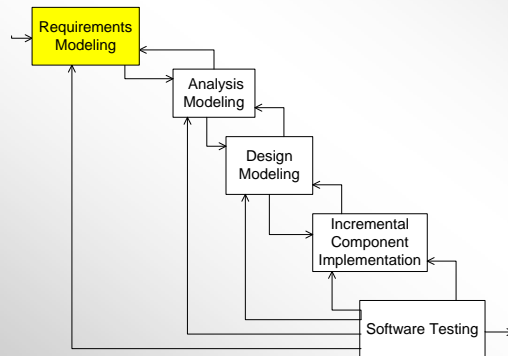 Requirements
Modeling
Analysis
Modeling
Design
Modeling
Incremental
Component
Implementation
Software Testing